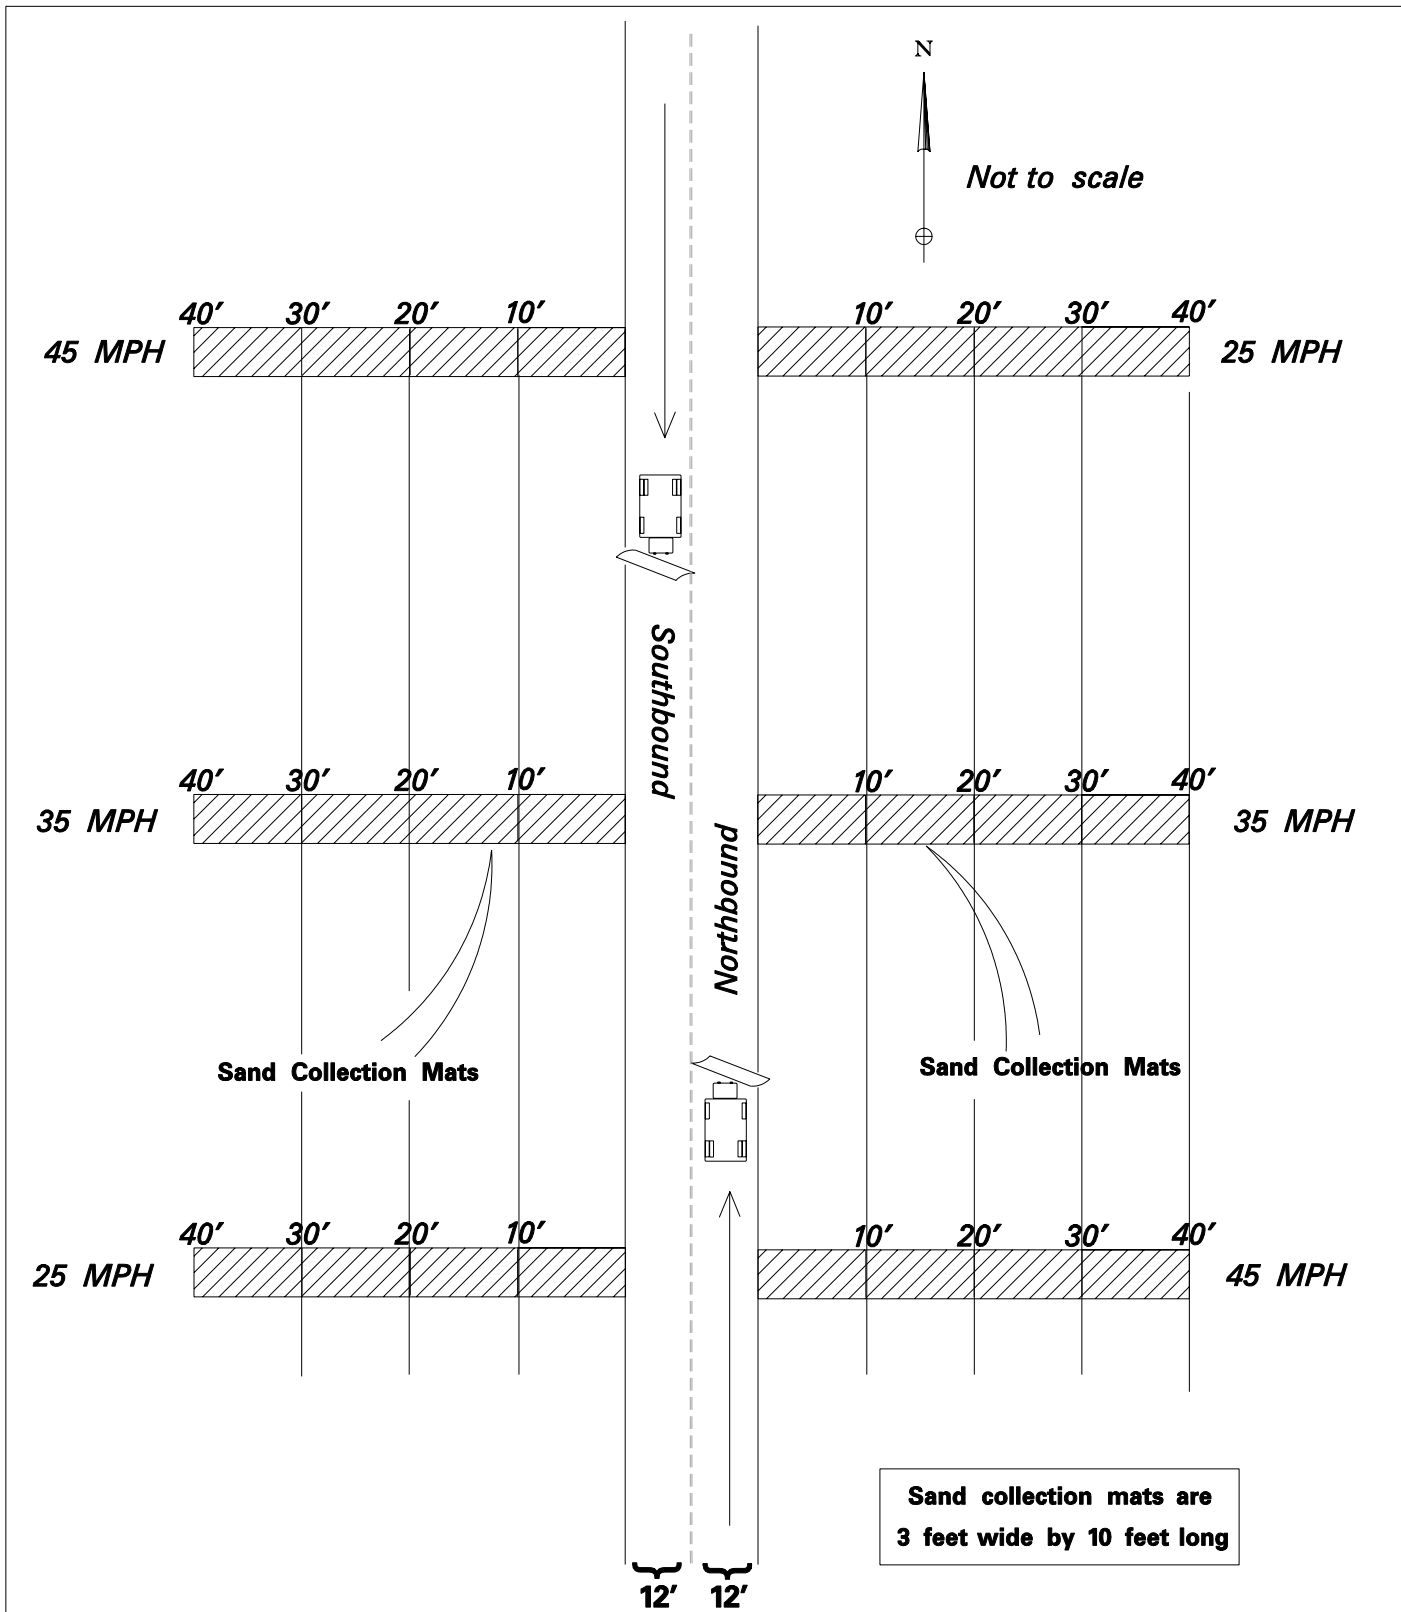 N
Not to scale
40' 30' 20' 10' 10' 20' 30' 40'
45 MPH 25 MPH
Southbound
40' 30' 20' 10' 10' 20' 30' 40'
35 MPH 35 MPH
Northbound
Sand Collection Mats Sand Collection Mats
40' 30' 20' 10' 10' 20' 30' 40'
25 MPH 45 MPH
Sand collection mats are
3 feet wide by 10 feet long
12' 12'